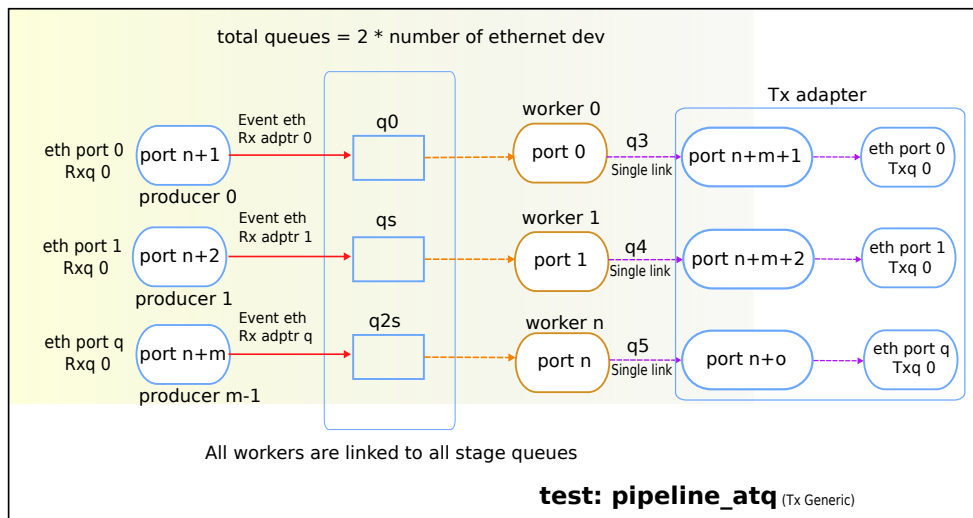 total queues = 2 * number of ethernet dev
Tx adapter
eth port 0
Rxq 0
port n+1
producer 0
Event eth
Rx adptr 0
q0
worker 0
port 0
q3
Single link
port n+m+1
eth port 0
Txq 0
eth port 1
Rxq 0
port n+2
producer 1
Event eth
Rx adptr 1
qs
worker 1
port 1
q4
Single link
port n+m+2
eth port 1
Txq 0
eth port q
Rxq 0
port n+m
producer m-1
Event eth
Rx adptr q
q2s
worker n
port n
q5
Single link
port n+o
eth port q
Txq 0
All workers are linked to all stage queues
test: pipeline_atq (Tx Generic)